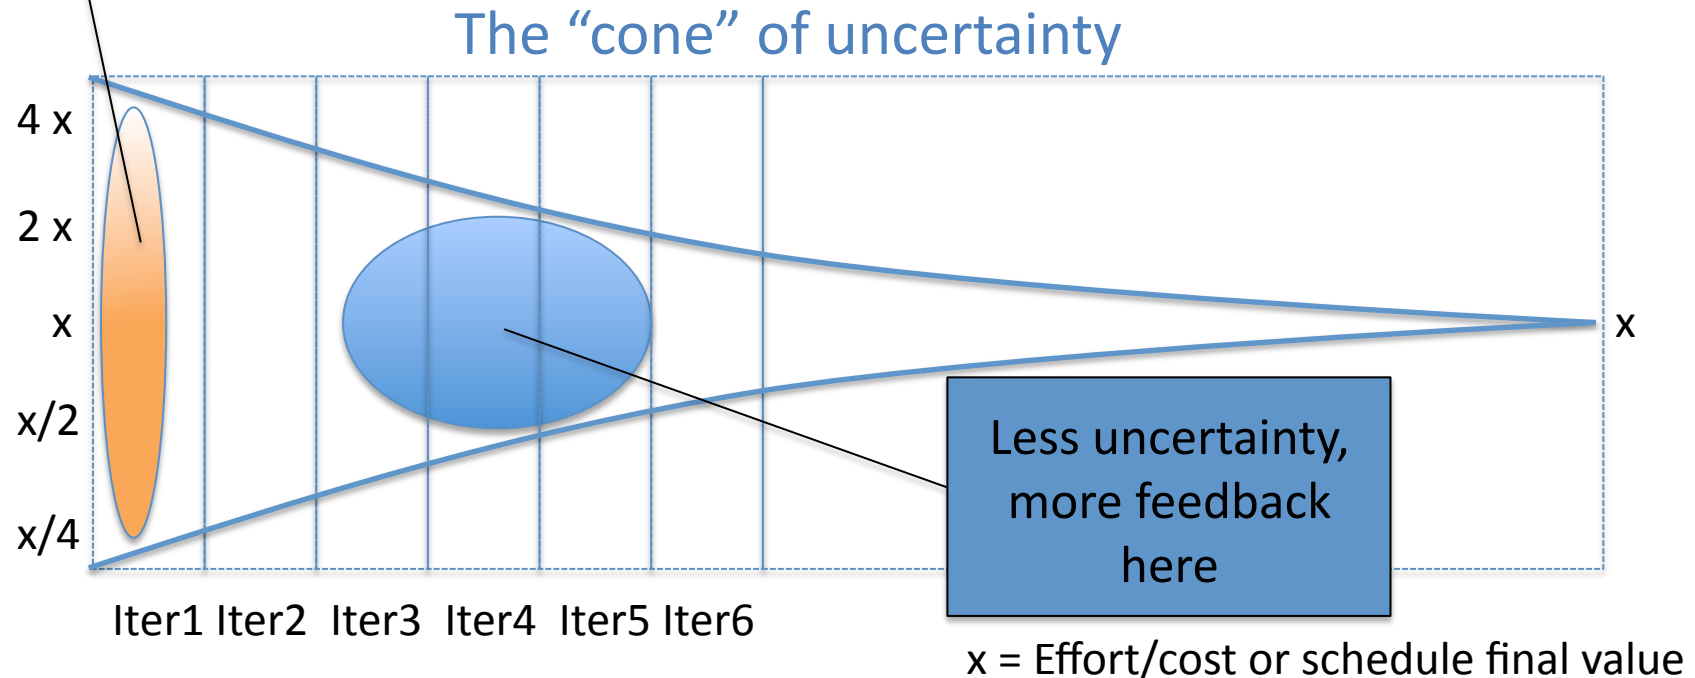 The “cone” of uncertainty
4 x
2 x
x
x/2
x/4
x
Less uncertainty,
more feedback
here
Iter1 Iter2 Iter3 Iter4 Iter5 Iter6
x = Effort/cost or schedule final value